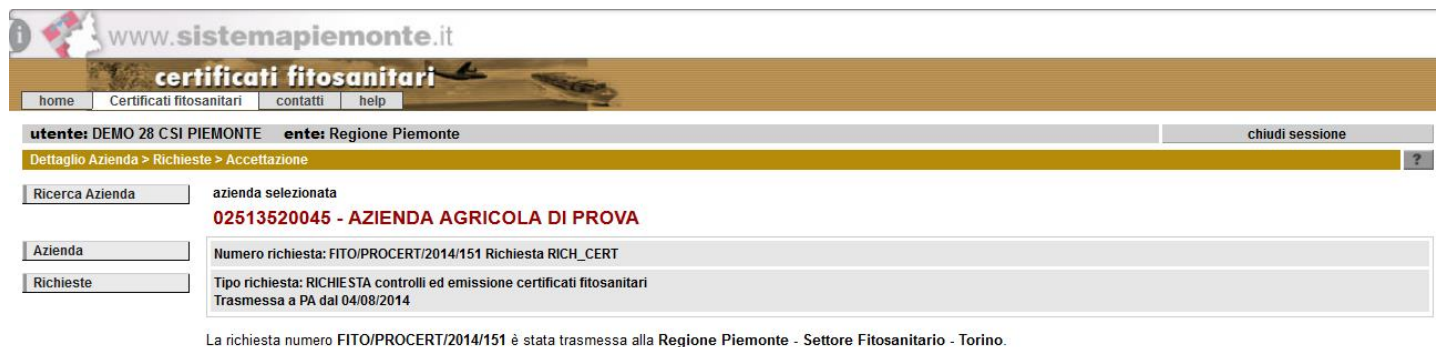 i www.sistemapiemonte.it
certificati fitosanitari
home Certificati fitosanitari contatti help
utente: DEMO 28 CSI PIEMONTE ente: Regione Piemonte chiudi sessione
Dettaglio Azienda > Richieste > Accettazione ?
Ricerca Azienda azienda selezionata
02513520045 - AZIENDA AGRICOLA DI PROVA
Azienda Numero richiesta: FITO/PROCERT/2014/151 Richiesta RICH_CERT
Richieste Tipo richiesta: RICHIESTA controlli ed emissione certificati fitosanitari
Trasmessa a PA dal 04/08/2014
La richiesta numero FITO/PROCERT/2014/151 è stata trasmessa alla Regione Piemonte - Settore Fitosanitario - Torino.